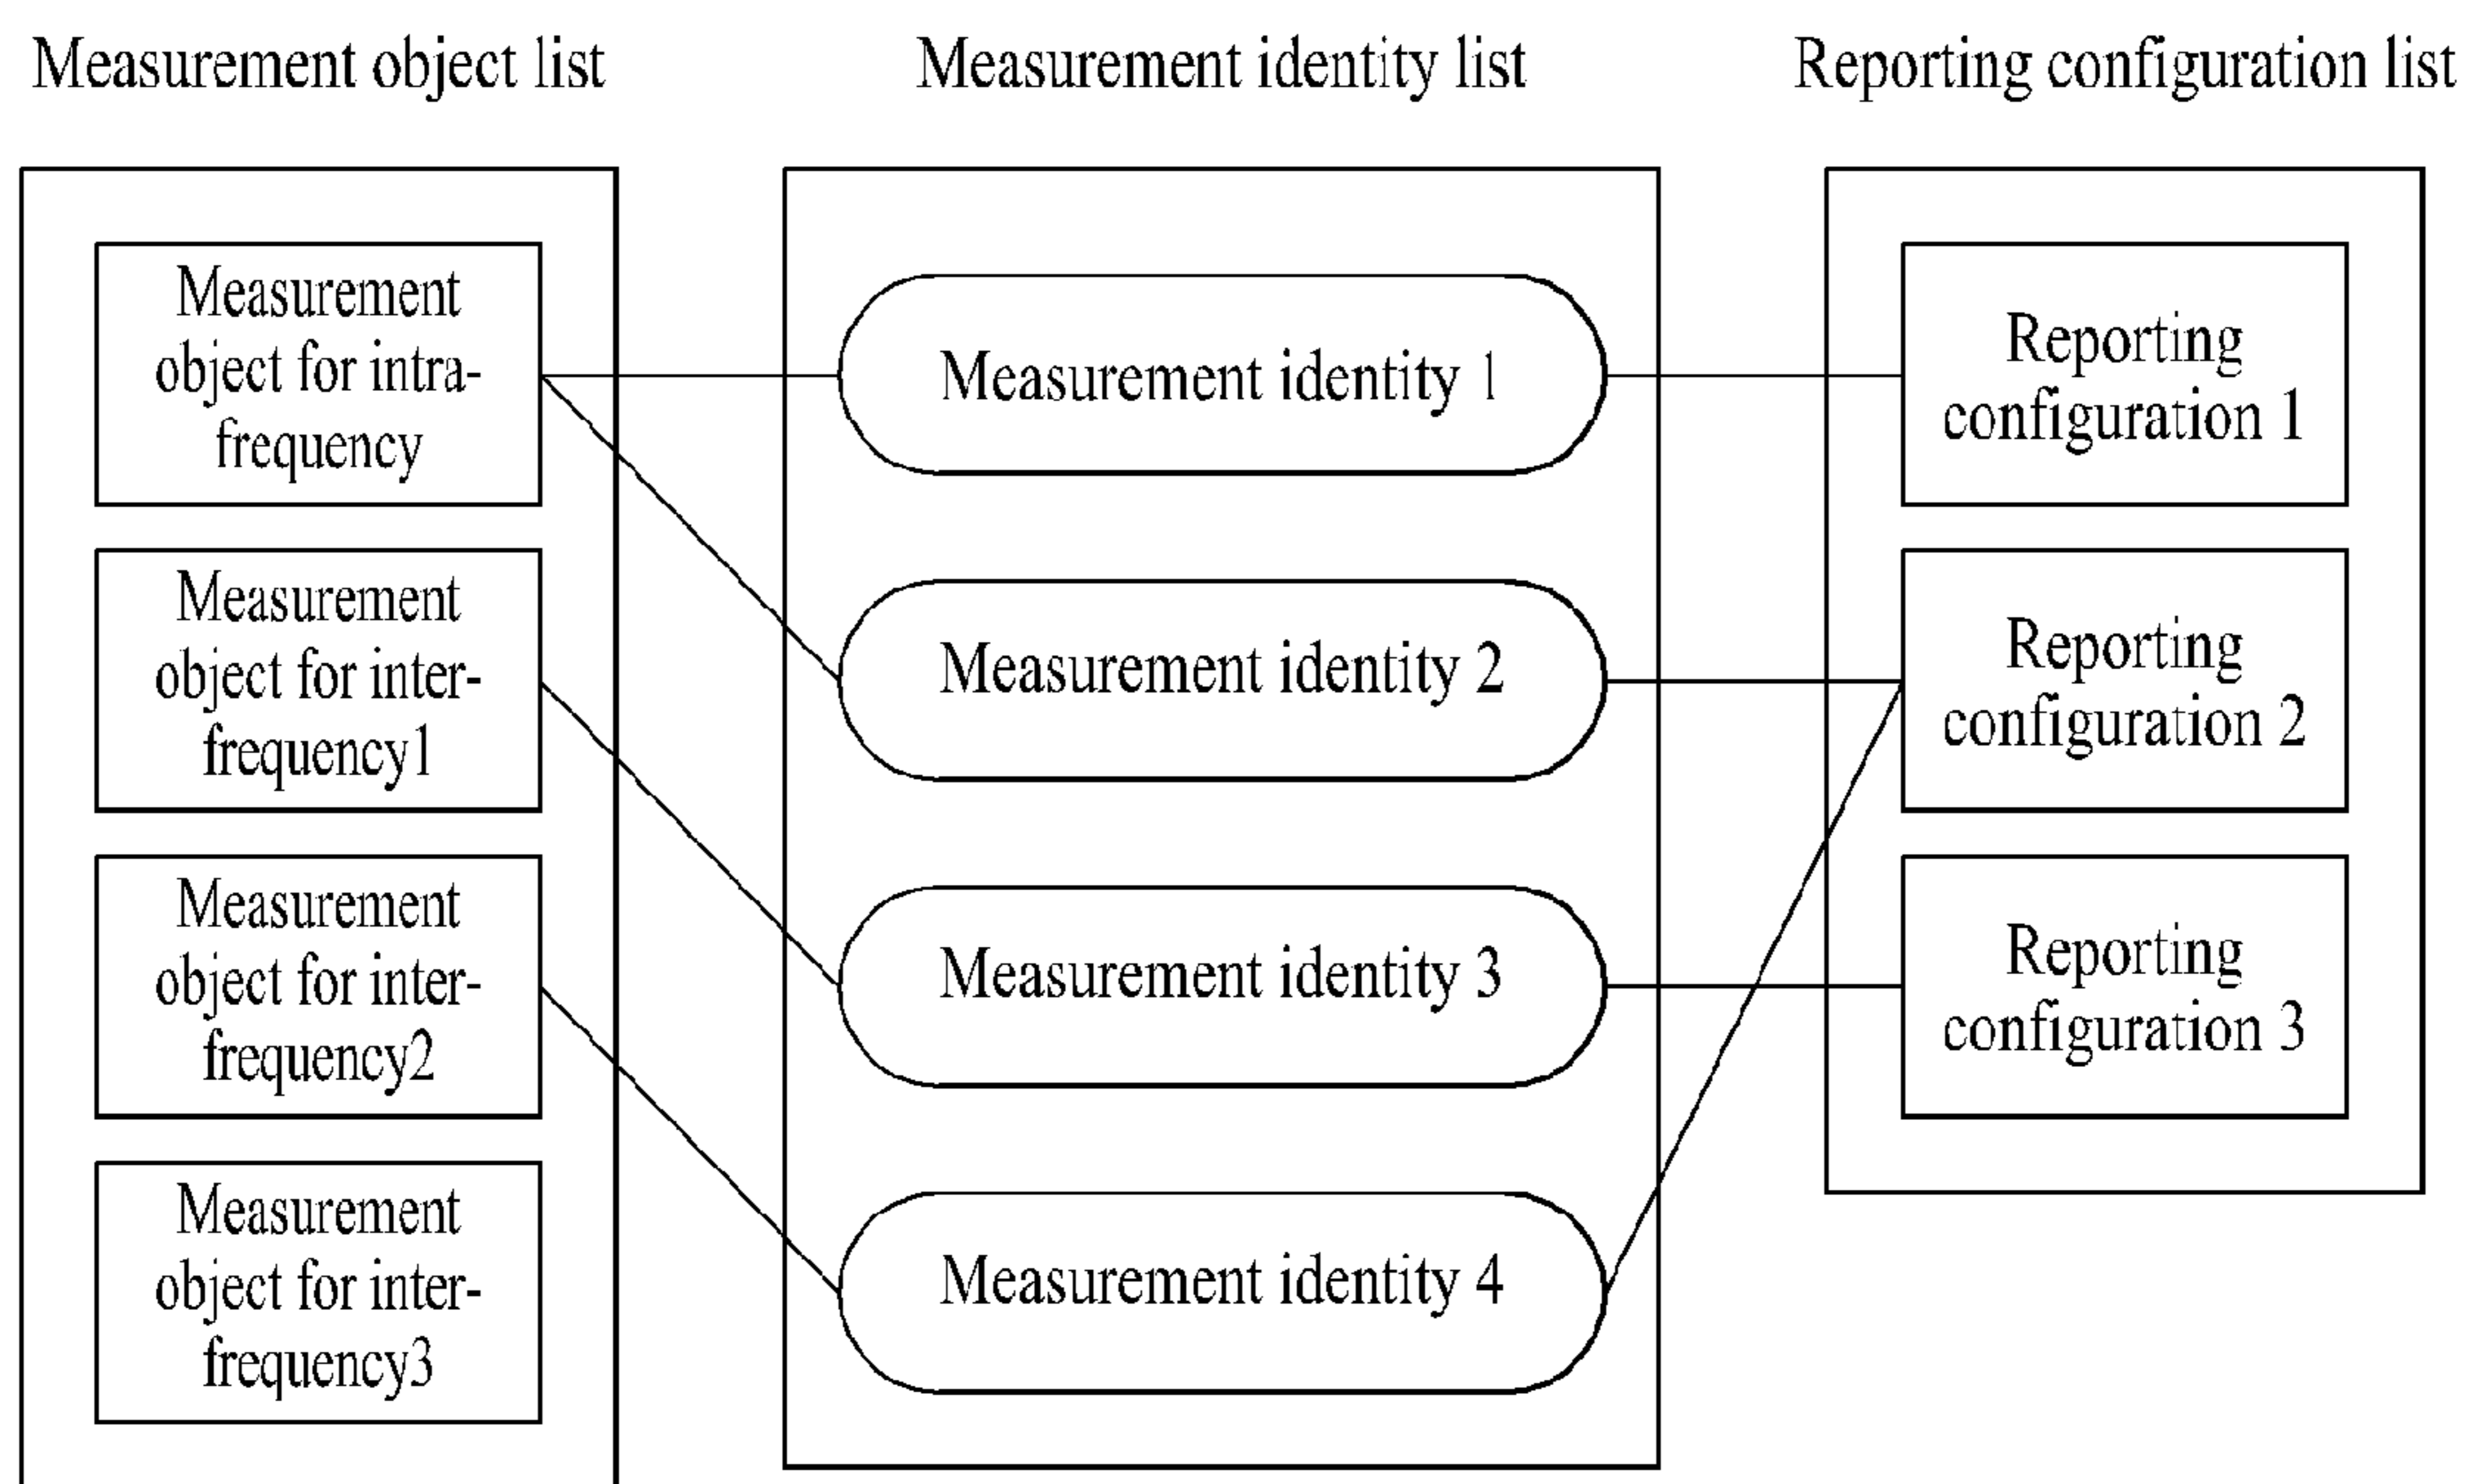 Measurement object list
Measurement identity list
Reporting configuration list
Measurement
object for intra-
frequency
Measurement
object for inter-
frequency1
Measurement
object for inter-
frequency2
Measurement
object for inter-
frequency3
Measurement identity 1
Measurement identity 2
Measurement identity 3
Measurement identity 4
Reporting
configuration 1
Reporting
configuration 2
Reporting
configuration 3